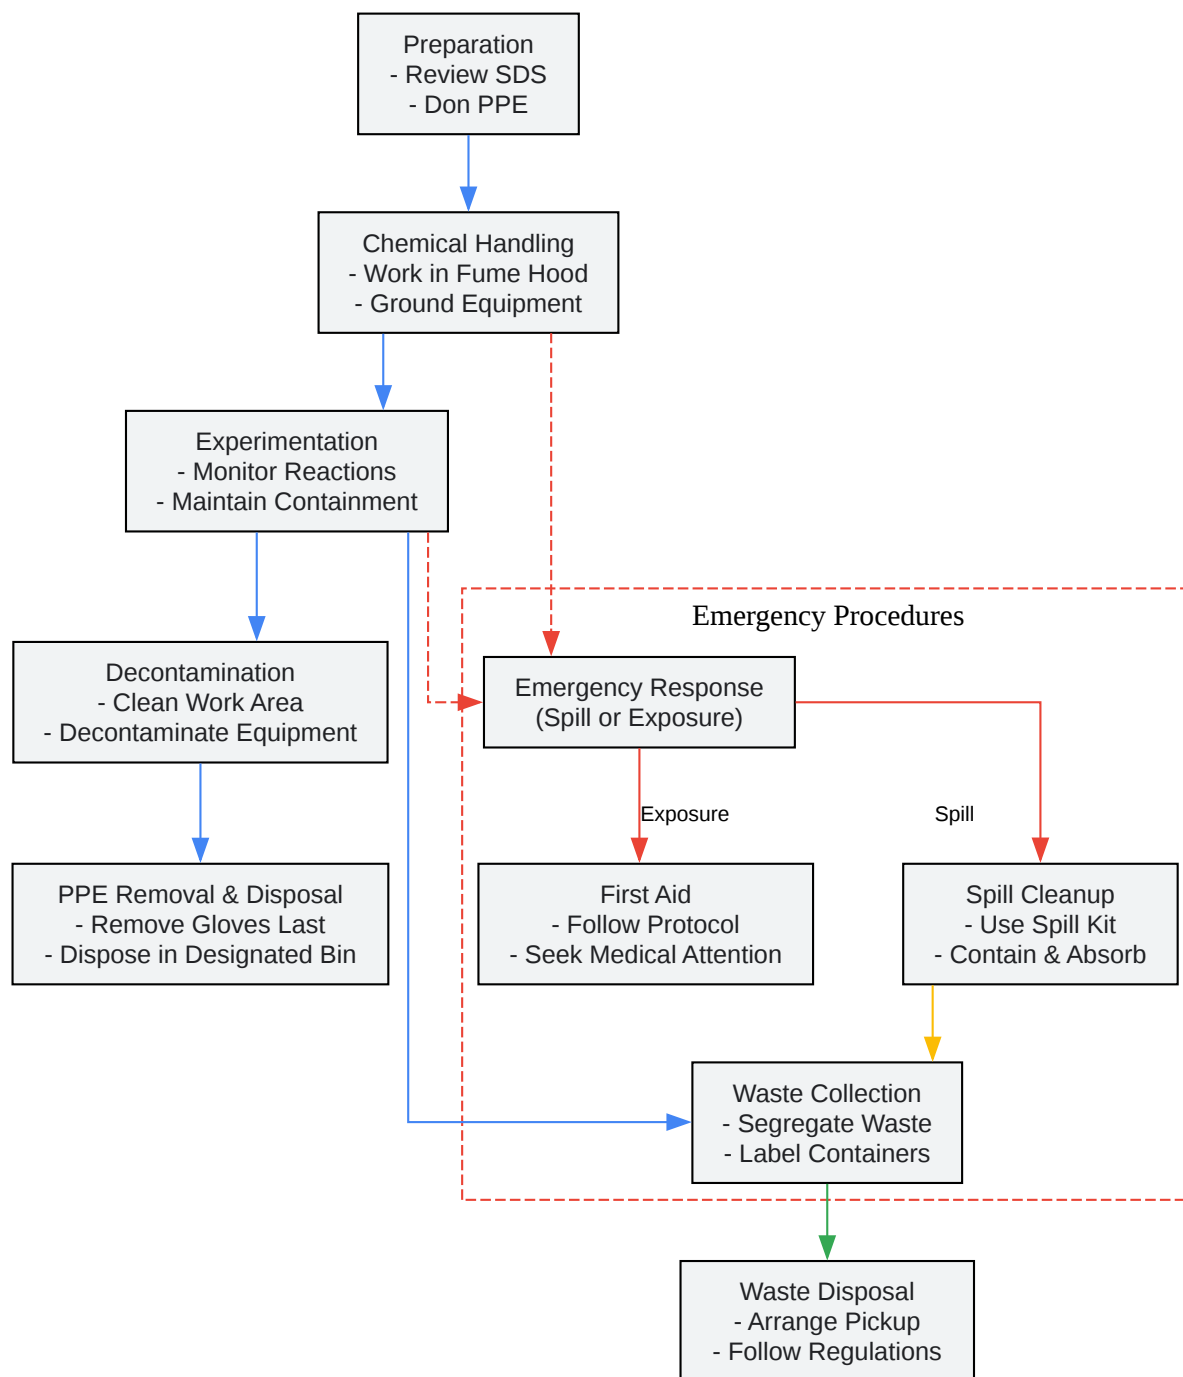 Preparation
- Review SDS
- Don PPE
Chemical Handling
- Work in Fume Hood
- Ground Equipment
Experimentation
- Monitor Reactions
- Maintain Containment
Emergency Procedures
Decontamination
- Clean Work Area
- Decontaminate Equipment
Emergency Response
(Spill or Exposure)
Exposure
Spill
PPE Removal & Disposal
- Remove Gloves Last
- Dispose in Designated Bin
First Aid
- Follow Protocol
- Seek Medical Attention
Spill Cleanup
- Use Spill Kit
- Contain & Absorb
Waste Collection
- Segregate Waste
- Label Containers
Waste Disposal
- Arrange Pickup
- Follow Regulations